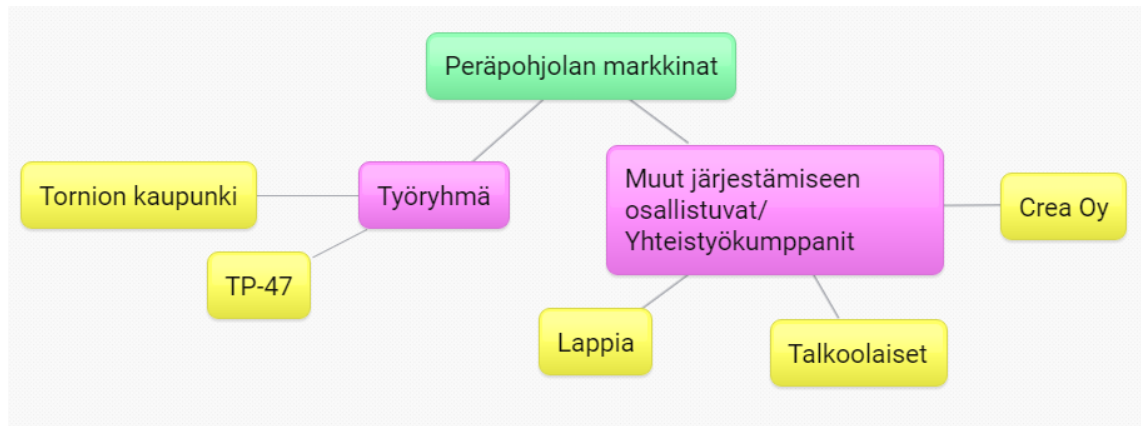 Peräpohjolan markkinat
Tornion kaupunki
Työryhmä
TP-47
Muut järjestämiseen
osallistuvat/
Yhteistyökumppanit
Crea Oy
Lappia
Talkoolaiset